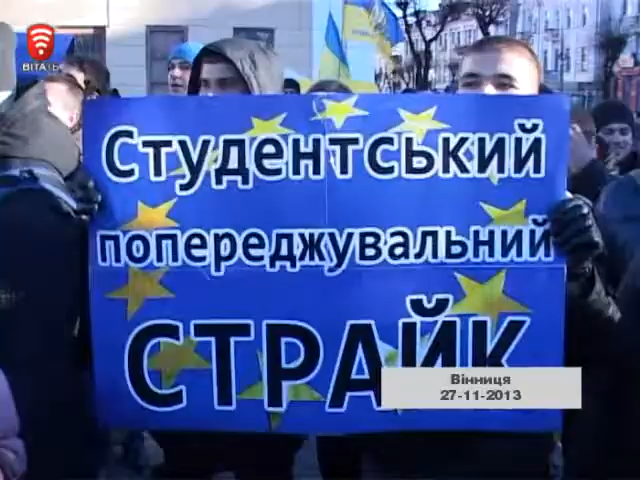 ВІТА
Студентський
попереджувальний
СТРАЙК
Вінниця
27-11-2013